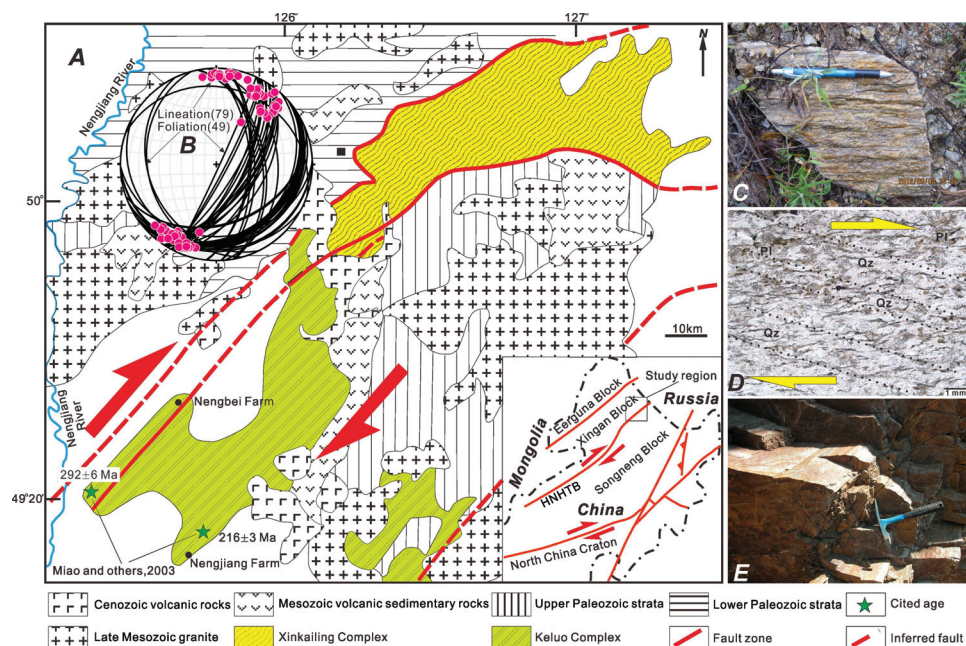 126°
127°
A
N
Nengjiang River
Lineation(79)
Foliation(49)
B
50°
10km
Nengjiang
River
Nengbei Farm
292±6 Ma
49°20'
216±3 Ma
Nengjiang Farm
Miao and others,2003
Study region
Eerguna Block
Russia
Xingan Block
Mongolia
Songneng Block
HNHTB
China
North China Craton
C
Pl
Pl
Qz
Qz
Qz
D
1mm
E
Cenozoic volcanic rocks
Mesozoic volcanic sedimentary rocks
Upper Paleozoic strata
Lower Paleozoic strata
Cited age
Late Mesozoic granite
Xinkailing Complex
Keluo Complex
Fault zone
Inferred fault